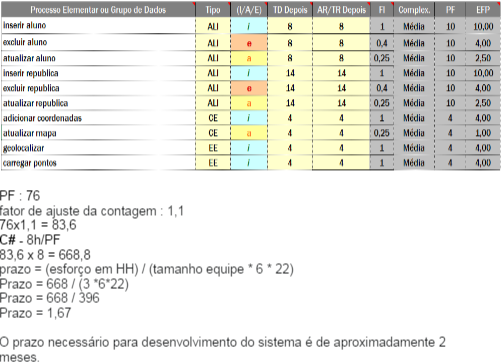 Processo Elementar ou Grupo de Dados Tipo (I/A/E) TD Depois AR/TR Depois FI Complex. PF EFP
inserir aluno ALI i 8 8 1 Média 10 10,00
excluir aluno ALI e 8 8 0,4 Média 10 4,00
atualizar aluno ALI a 8 8 0,25 Média 10 2,50
inserir republica ALI i 14 14 1 Média 10 10,00
excluir republica ALI e 14 14 0,4 Média 10 4,00
atualizar republica ALI a 14 14 0,25 Média 10 2,50
adicionar coordenadas CE i 4 4 1 Média 4 4,00
atualizar mapa CE a 4 4 0,25 Média 4 1,00
geolocalizar EE i 4 4 1 Média 4 4,00
carregar pontos EE i 4 4 1 Média 4 4,00
PF : 76
fator de ajuste da contagem : 1,1
76x1,1 = 83,6
C# - 8h/PF
83,6 x 8 = 668,8
prazo = (esforço em HH) / (tamanho equipe * 6 * 22)
Prazo = 668 / (3 *6*22)
Prazo = 668 / 396
Prazo = 1,67
O prazo necessário para desenvolvimento do sistema é de aproximadamente 2
meses.